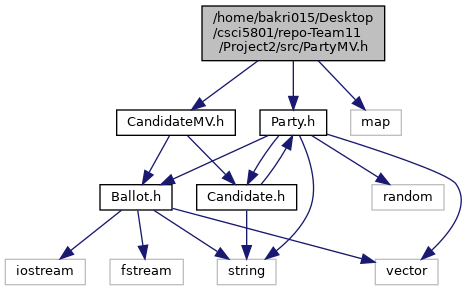 /home/bakri015/Desktop
/csci5801/repo-Team11
/Project2/src/PartyMV.h
CandidateMV.h
Party.h
map
Ballot.h
Candidate.h
random
iostream
fstream
string
vector